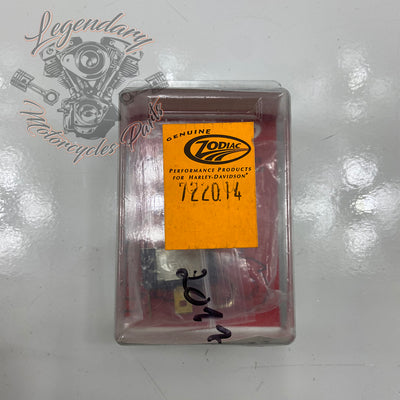 Legendary
Motorcycles Parts
GENUINE
ZODIAC
PERFORMANCE PRODUCTS
FOR HARLEY-DAVIDSON®
722014